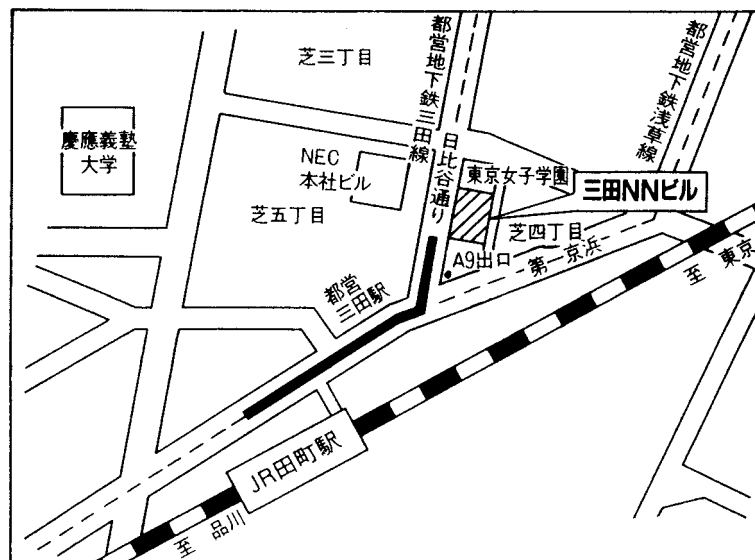 都営地下鉄三田線
都営地下鉄浅草線
芝三丁目
慶應義塾
大学
NEC
本社ビル
日比谷通り
東京女子学園
三田NNビル
芝五丁目
芝四丁目
A9出口
第一京浜
至 東京
都営
三田駅
JR田町駅
至 品川